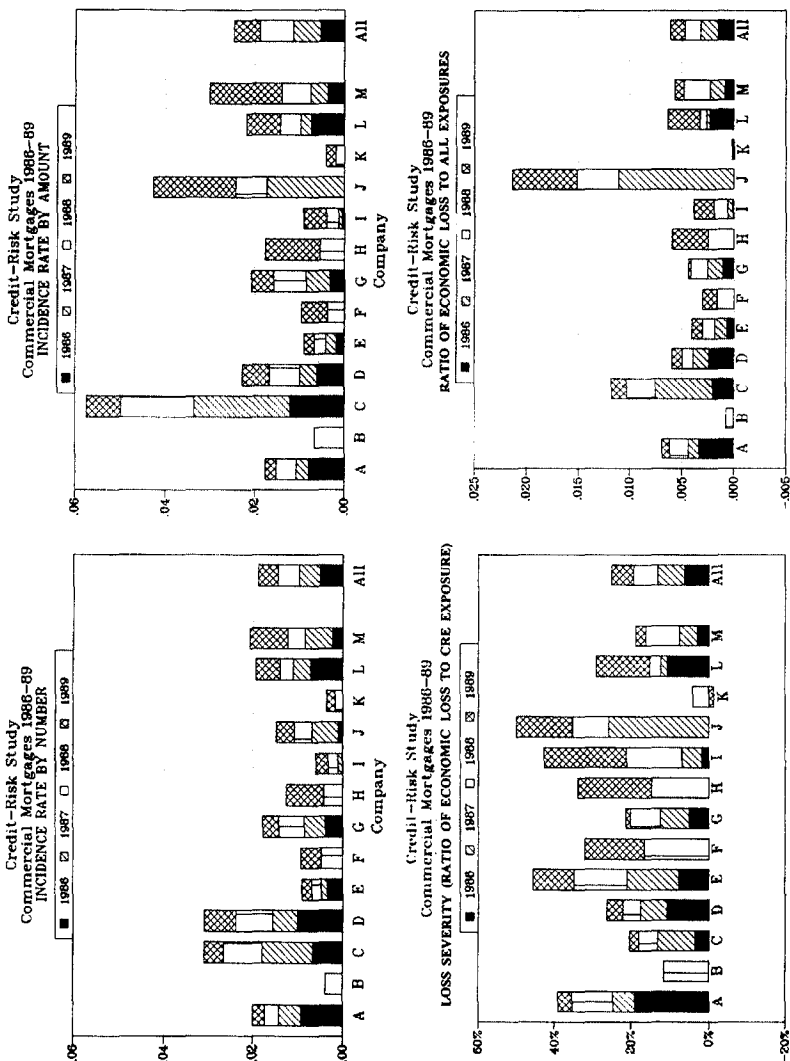 Credit-Risk Study
Commercial Mortgages 1986-89
INCIDENCE RATE BY NUMBER
1986 1987 1988 1989
.06
.04
.02
.00
A B C D E F G H I J K L M All
Company
Credit-Risk Study
Commercial Mortgages 1986-89
INCIDENCE RATE BY AMOUNT
1986 1987 1988 1989
.06
.04
.02
.00
A B C D E F G H I J K L M All
Company
Credit-Risk Study
Commercial Mortgages 1986-89
LOSS SEVERITY (RATIO OF ECONOMIC LOSS TO CRE EXPOSURE)
1986 1987 1988 1989
60%
40%
20%
0%
-20%
A B C D E F G H I J K L M All
Credit-Risk Study
Commercial Mortgages 1986-89
RATIO OF ECONOMIC LOSS TO ALL EXPOSURES
1986 1987 1988 1989
.025
.020
.015
.010
.005
.000
-.005
A B C D E F G H I J K L M All